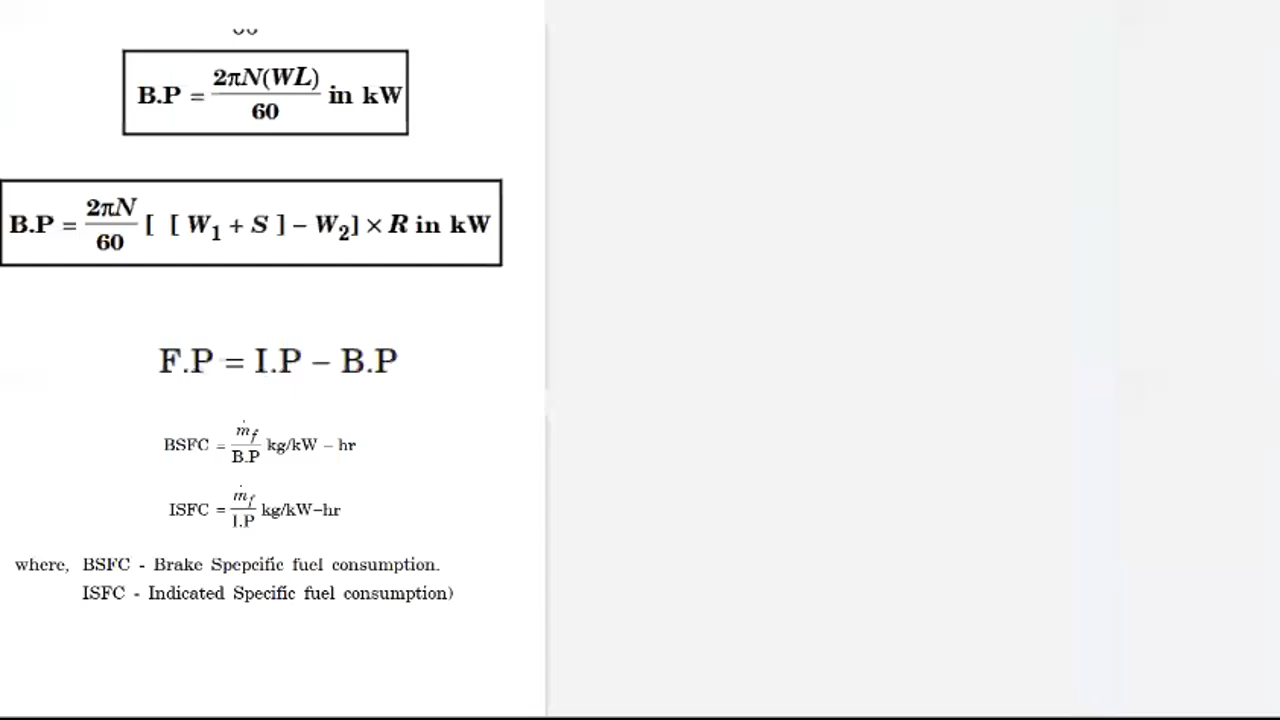 B.P = 2πN(WL) / 60 in kW
B.P = 2πN / 60 [ [ W₁ + S ] – W₂] × R in kW
F.P = I.P – B.P
BSFC = ṁf / B.P kg/kW – hr
ISFC = ṁf / I.P kg/kW–hr
where, BSFC - Brake Spepcific fuel consumption.
ISFC - Indicated Specific fuel consumption)